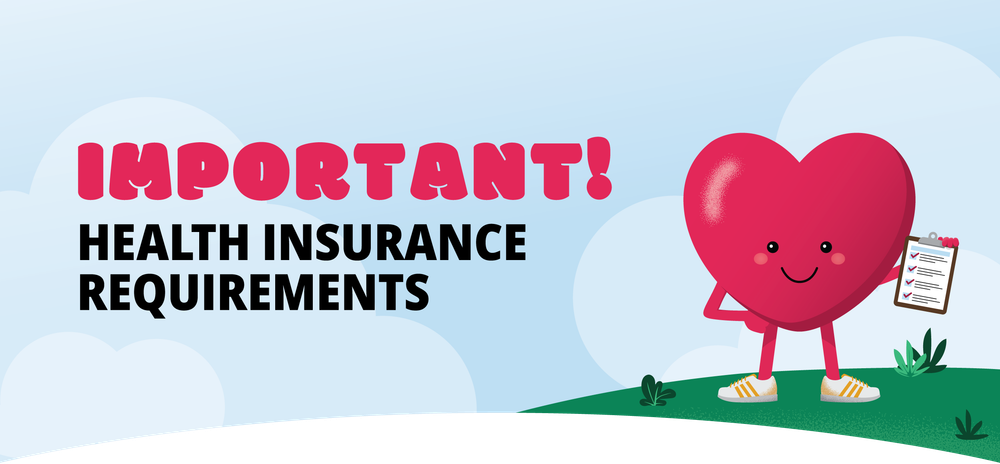 IMPORTANT!
HEALTH INSURANCE
REQUIREMENTS